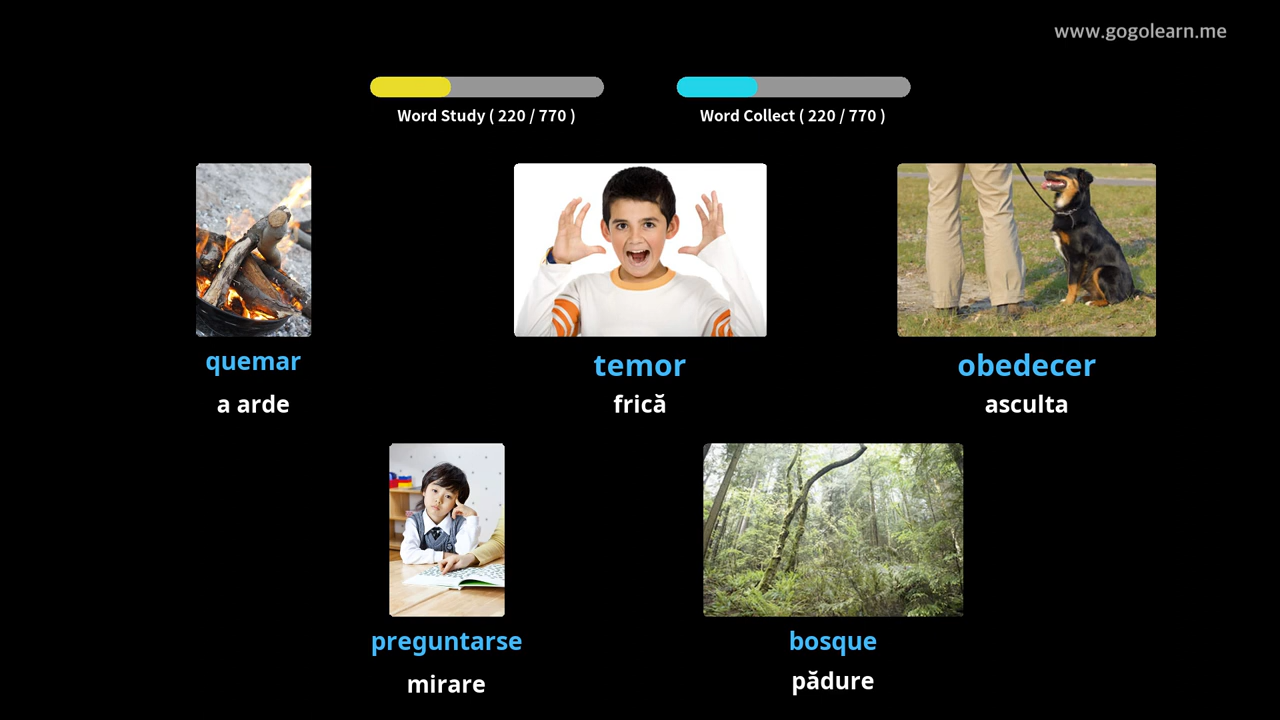 www.gogolearn.me
Word Study ( 220 / 770 )
Word Collect ( 220 / 770 )
quemar
temor
obedecer
a arde
frică
asculta
preguntarse
bosque
mirare
pădure